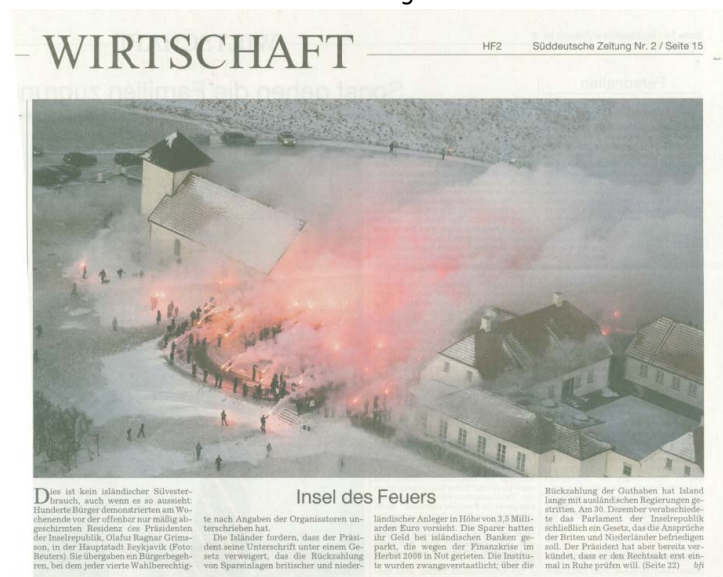 WIRTSCHAFT
HF2
Süddeutsche Zeitung Nr. 2 / Seite 15
Insel des Feuers
Dies ist kein isländischer Silvester-
brauch, auch wenn es so aussieht:
Hunderte Bürger demonstrierten am Wo-
chenende vor der offenbar nur mäßig ab-
geschirmten Residenz des Präsidenten
der Inselrepublik, Olafur Ragnar Grims-
son, in der Hauptstadt Reykjavik (Foto:
Reuters). Sie übergaben ein Bürgerbegeh-
ren, bei dem jeder vierte Wahlberechtig-
te nach Angaben der Organisatoren un-
terschrieben hat.
Die Isländer fordern, dass der Präsi-
dent seine Unterschrift unter einem Ge-
setz verweigert, das die Rückzahlung
von Spareinlagen britischer und nieder-
ländischer Anleger in Höhe von 3,5 Milli-
arden Euro vorsieht. Die Sparer hatten
ihr Geld bei isländischen Banken ge-
parkt, die wegen der Finanzkrise im
Herbst 2008 in Not gerieten. Die Institu-
te wurden zwangsverstaatlicht; über die
Rückzahlung der Guthaben hat Island
lange mit ausländischen Regierungen ge-
stritten. Am 30. Dezember verabschiede-
te das Parlament der Inselrepublik
schließlich ein Gesetz, das die Ansprüche
der Briten und Niederländer befriedigen
soll. Der Präsident hat aber bereits ver-
kündet, dass er den Rechtsakt erst ein-
mal in Ruhe prüfen will. (Seite 22) hfi